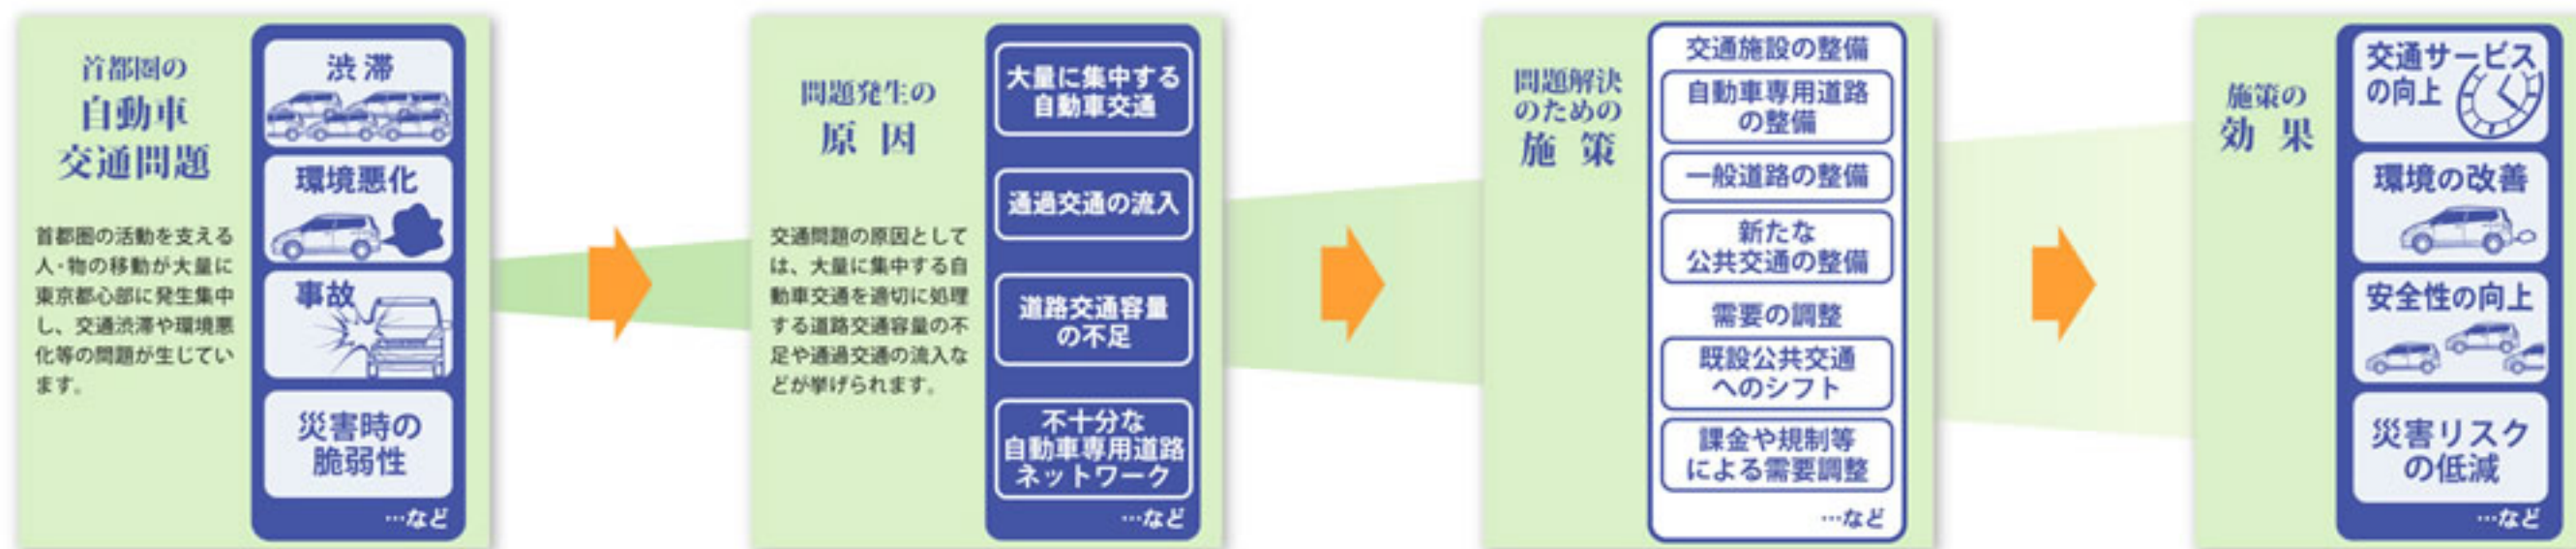 首都圏の
自動車
交通問題
首都圏の活動を支える
人・物の移動が大量に
東京都心部に発生集中
し、交通渋滞や環境悪
化等の問題が生じてい
ます。
渋滞
環境悪化
事故
災害時の
脆弱性
…など
問題発生の
原因
交通問題の原因として
は、大量に集中する自
動車交通を適切に処理
する道路交通容量の不
足や通過交通の流入な
どが挙げられます。
大量に集中する
自動車交通
通過交通の流入
道路交通容量
の不足
不十分な
自動車専用道路
ネットワーク
…など
問題解決
のための
施策
交通施設の整備
自動車専用道路
の整備
一般道路の整備
新たな
公共交通の整備
需要の調整
既設公共交通
へのシフト
課金や規制等
による需要調整
…など
施策の
効果
交通サービス
の向上
環境の改善
安全性の向上
災害リスク
の低減
…など